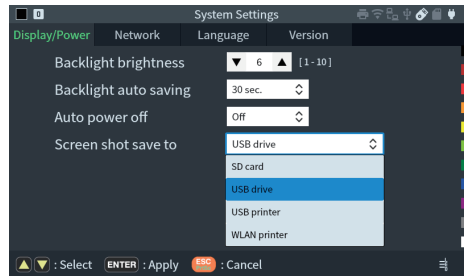 0 System Settings
Display/Power Network Language Version
Backlight brightness ▼ 6 ▲ [1-10]
Backlight auto saving 30 sec.
Auto power off Off
Screen shot save to USB drive
SD card
USB drive
USB printer
WLAN printer
▲▼ : Select ENTER : Apply ESC : Cancel